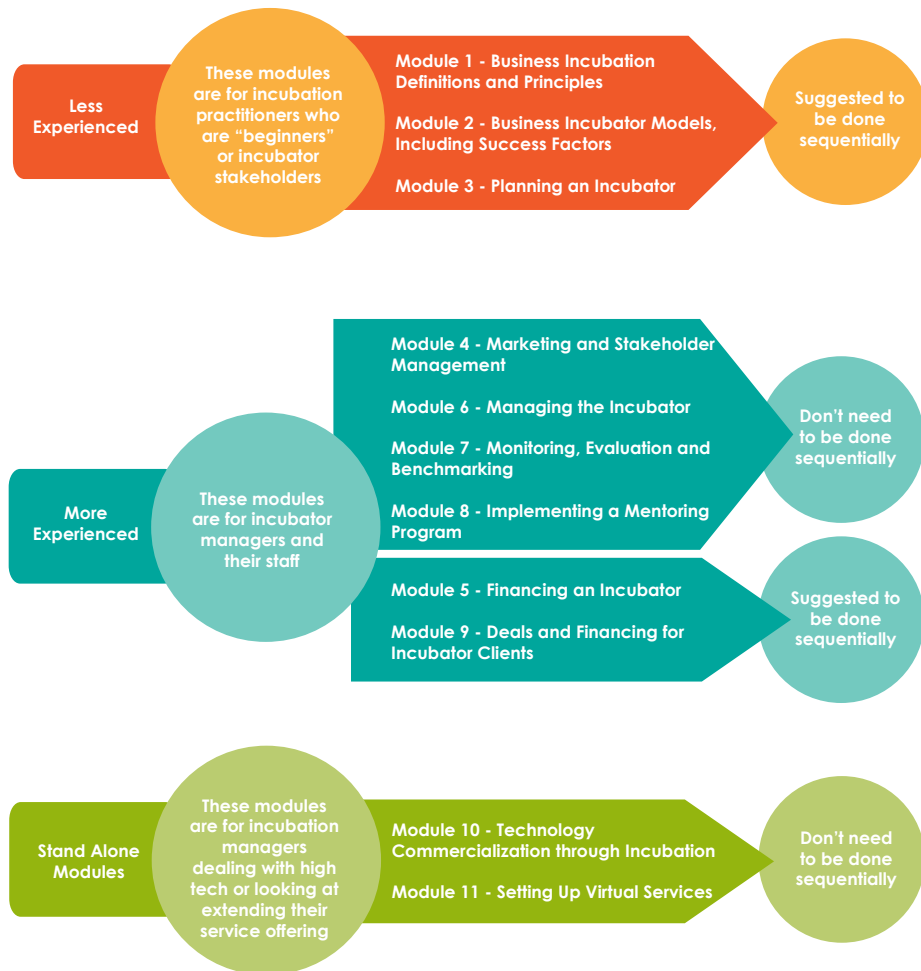 Less
Experienced
These modules
are for incubation
practitioners who
are “beginners”
or incubator
stakeholders
Module 1 - Business Incubation
Definitions and Principles
Module 2 - Business Incubator Models,
Including Success Factors
Module 3 - Planning an Incubator
Suggested to
be done
sequentially
More
Experienced
These modules
are for incubator
managers and
their staff
Module 4 - Marketing and Stakeholder
Management
Module 6 - Managing the Incubator
Module 7 - Monitoring, Evaluation and
Benchmarking
Module 8 - Implementing a Mentoring
Program
Don't need
to be done
sequentially
Module 5 - Financing an Incubator
Module 9 - Deals and Financing for
Incubator Clients
Suggested to
be done
sequentially
Stand Alone
Modules
These modules
are for incubation
managers
dealing with high
tech or looking at
extending their
service offering
Module 10 - Technology
Commercialization through Incubation
Module 11 - Setting Up Virtual Services
Don't need
to be done
sequentially